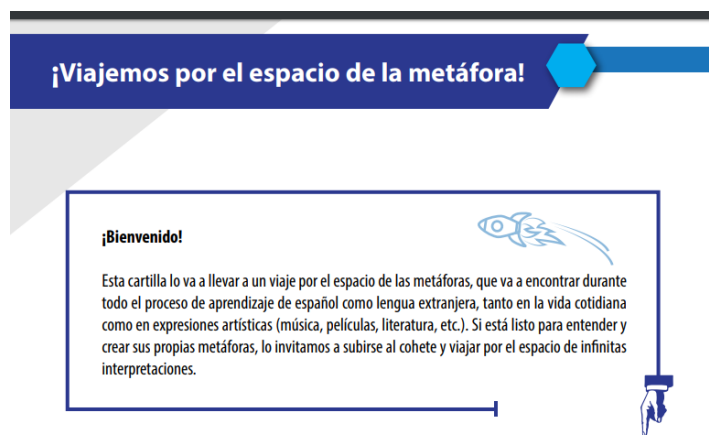 ¡Viajemos por el espacio de la metáfora!
¡Bienvenido!
Esta cartilla lo va a llevar a un viaje por el espacio de las metáforas, que va a encontrar durante
todo el proceso de aprendizaje de español como lengua extranjera, tanto en la vida cotidiana
como en expresiones artísticas (música, películas, literatura, etc.). Si está listo para entender y
crear sus propias metáforas, lo invitamos a subirse al cohete y viajar por el espacio de infinitas
interpretaciones.